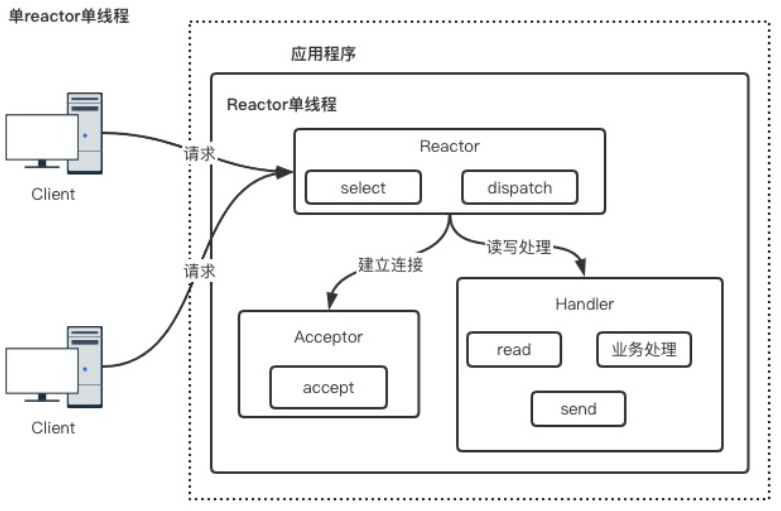 单reactor单线程
应用程序
Reactor单线程
Reactor
select
dispatch
请求
Client
请求
建立连接
读写处理
Acceptor
accept
Handler
read
业务处理
send
Client